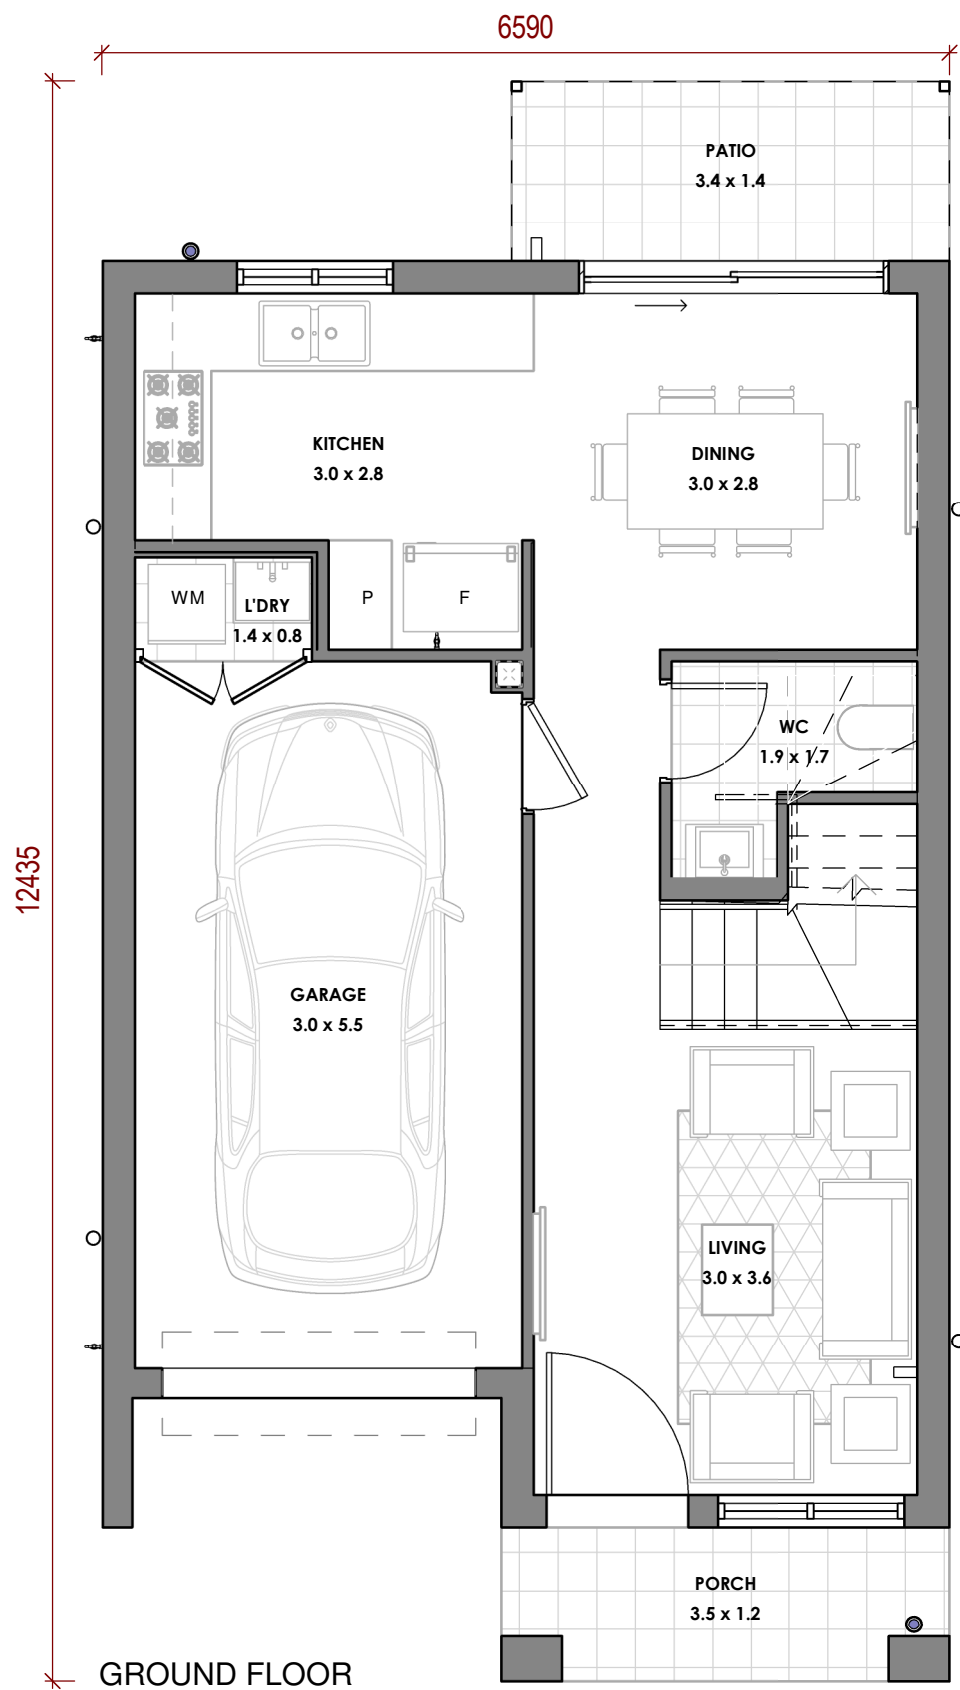 6590
PATIO
3.4 x 1.4
KITCHEN
3.0 x 2.8
DINING
3.0 x 2.8
WM
L'DRY
1.4 x 0.8
P
F
WC
1.9 x 1.7
12435
GARAGE
3.0 x 5.5
LIVING
3.0 x 3.6
PORCH
3.5 x 1.2
GROUND FLOOR